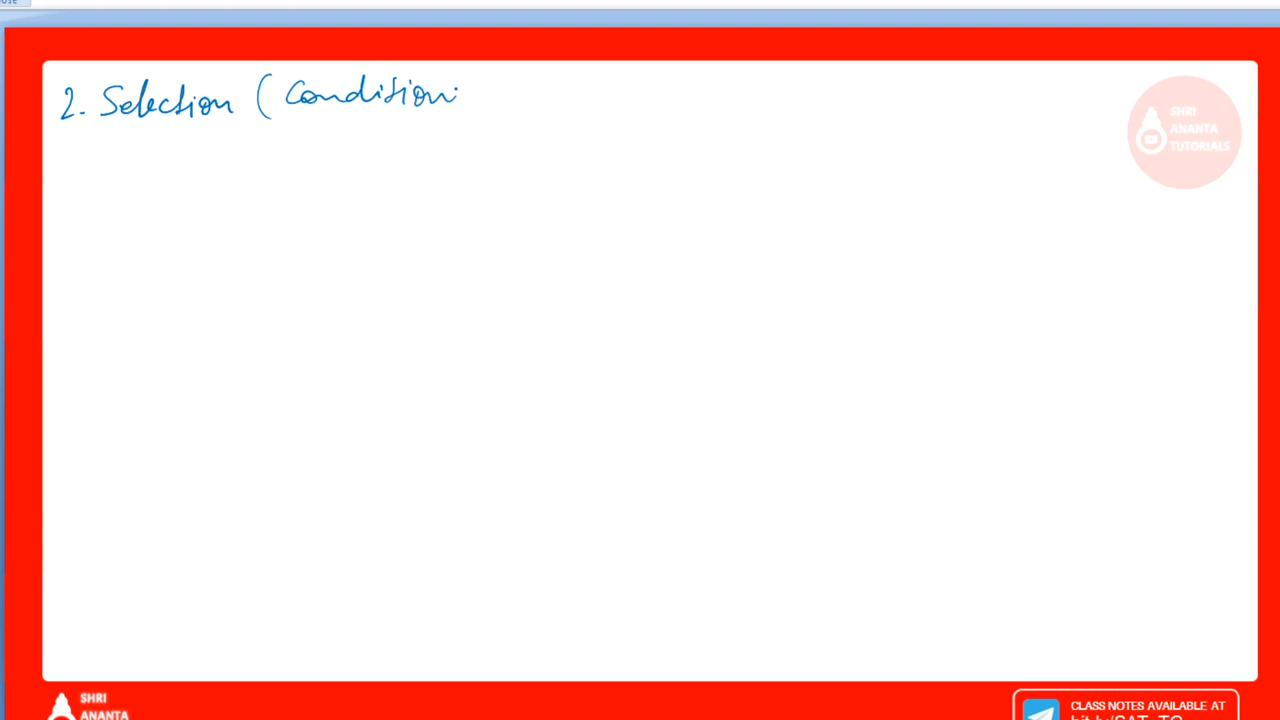 2. Selection ( Condition
SHRI
ANANTA
TUTORIALS
SHRI
ANANTA
CLASS NOTES AVAILABLE AT